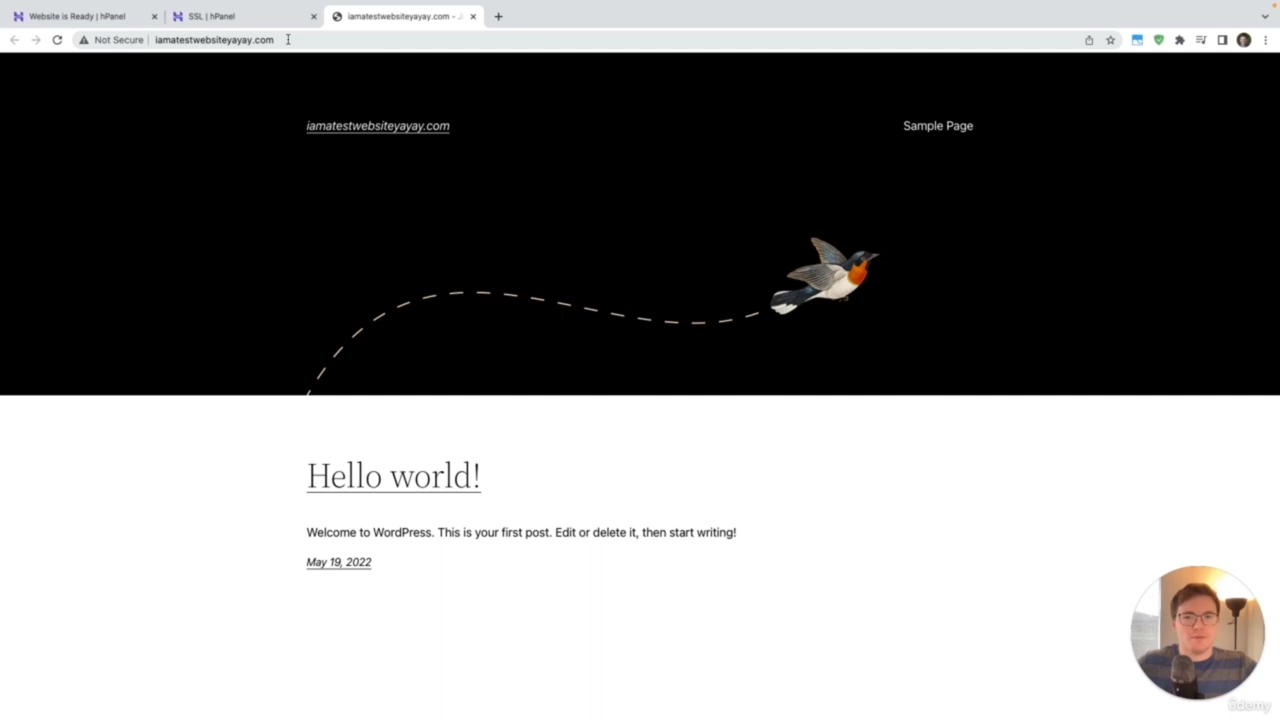 Website is Ready | hPanel
SSL | hPanel
iamatestwebsiteyayay.com -
Not Secure
iamatestwebsiteyayay.com
iamatestwebsiteyayay.com
Sample Page
Hello world!
Welcome to WordPress. This is your first post. Edit or delete it, then start writing!
May 19, 2022
ûdemy